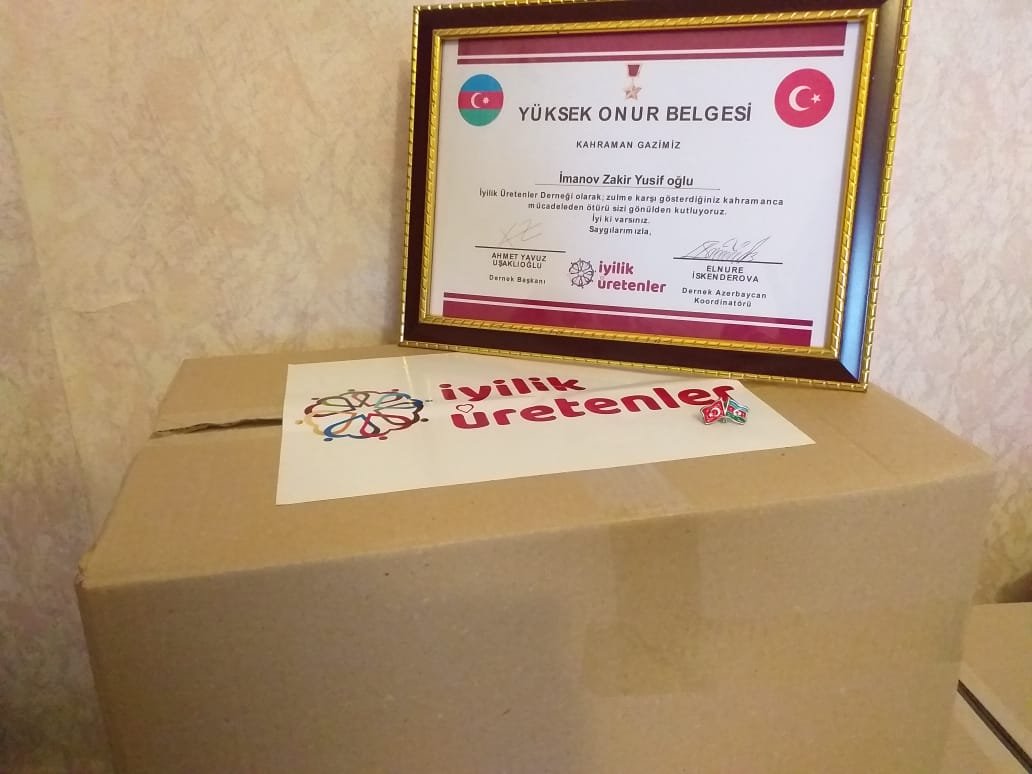 YÜKSEK ONUR BELGESİ
KAHRAMAN GAZİMİZ
İmanov Zakir Yusif oğlu
İyilik Üretenler Derneği olarak; zulme karşı gösterdiğiniz kahramanca
mücadeleden ötürü sizi gönülden kutluyoruz.
İyi ki varsınız.
Saygılarımızla,
AHMET YAVUZ
UŞAKLIOĞLU
Dernek Başkanı
iyilik
üretenler
ELNURE
İSKENDEROVA
Dernek Azerbaycan
Koordinatörü
iyilik
üretenler